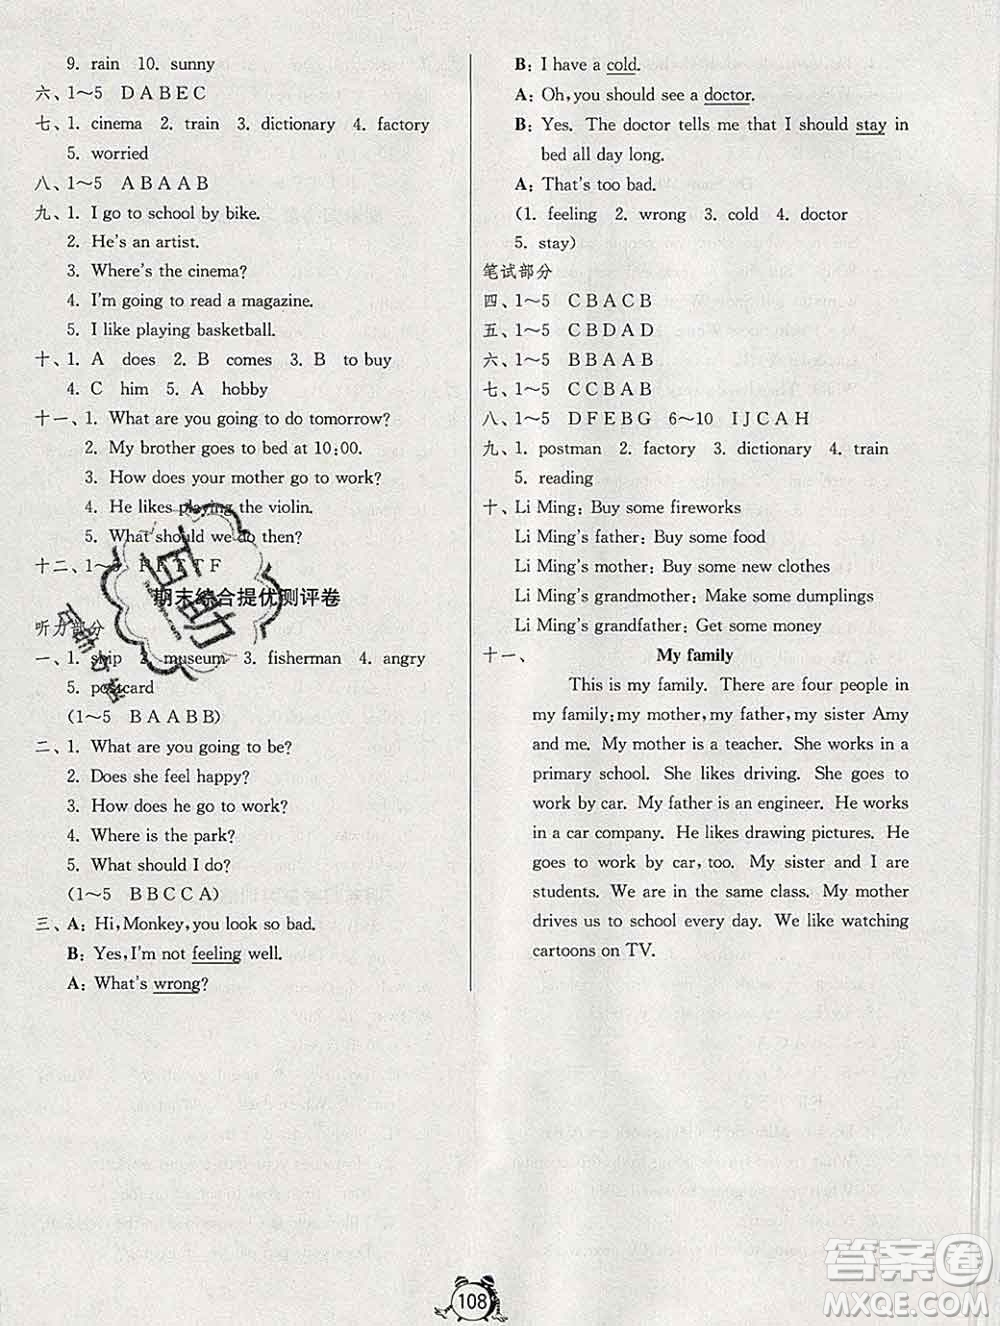 9. rain  10. sunny
六、1～5  D A B E C
七、1. cinema  2. train  3. dictionary  4. factory
5. worried
八、1～5  A B A A B
九、1. I go to school by bike.
2. He's an artist.
3. Where's the cinema?
4. I'm going to read a magazine.
5. I like playing basketball.
十、1. A  does  2. B  comes  3. B  to buy
4. C  him  5. A  hobby
十一、1. What are you going to do tomorrow?
2. My brother goes to bed at 10:00.
3. How does your mother go to work?
4. He likes playing the violin.
5. What should we do then?
十二、1～5  T F
期末综合提优测评卷
听力部分
一、1. ship  2. museum  3. fisherman  4. angry
5. postcard
(1～5  B A A B B)
二、1. What are you going to be?
2. Does she feel happy?
3. How does he go to work?
4. Where is the park?
5. What should I do?
(1～5  B B C C A)
三、A: Hi, Monkey, you look so bad.
B: Yes, I'm not feeling well.
A: What's wrong?
B: I have a cold.
A: Oh, you should see a doctor.
B: Yes. The doctor tells me that I should stay in
bed all day long.
A: That's too bad.
(1. feeling  2. wrong  3. cold  4. doctor
5. stay)
笔试部分
四、1～5  C B A C B
五、1～5  C B D A D
六、1～5  B B A A B
七、1～5  C C B A B
八、1～5  D F E B G  6～10  I J C A H
九、1. postman  2. factory  3. dictionary  4. train
5. reading
十、Li Ming: Buy some fireworks
Li Ming's father: Buy some food
Li Ming's mother: Buy some new clothes
Li Ming's grandmother: Make some dumplings
Li Ming's grandfather: Get some money
十一、 My family
This is my family. There are four people in
my family: my mother, my father, my sister Amy
and me. My mother is a teacher. She works in a
primary school. She likes driving. She goes to
work by car. My father is an engineer. He works
in a car company. He likes drawing pictures. He
goes to work by car, too. My sister and I are
students. We are in the same class. My mother
drives us to school every day. We like watching
cartoons on TV.
108
答案圈
MXQE.COM